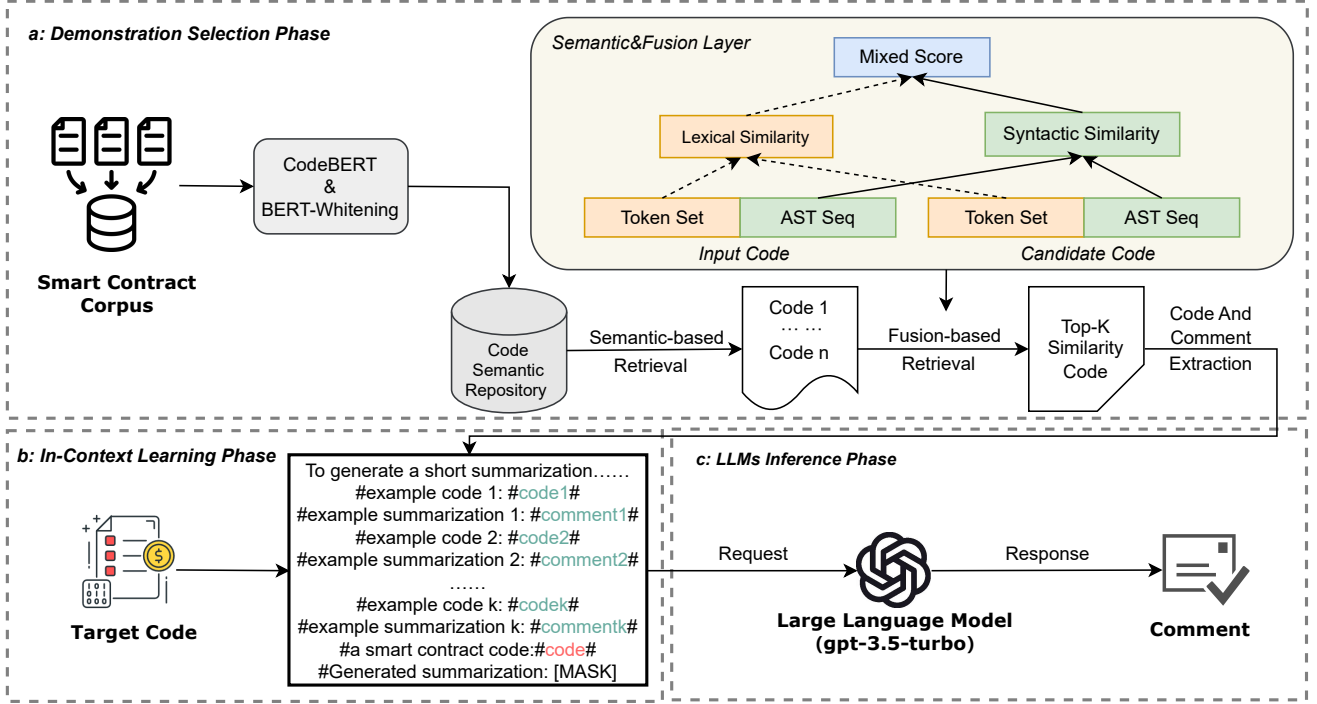 a: Demonstration Selection Phase
Smart Contract
Corpus
CodeBERT
&
BERT-Whitening
Semantic&Fusion Layer
Mixed Score
Lexical Similarity
Syntactic Similarity
Token Set
AST Seq
Token Set
AST Seq
Input Code
Candidate Code
Code
Semantic
Repository
Semantic-based
Retrieval
Code 1
... ...
Code n
Fusion-based
Retrieval
Top-K
Similarity
Code
Code And
Comment
Extraction
b: In-Context Learning Phase
Target Code
To generate a short summarization......
#example code 1: #code1#
#example summarization 1: #comment1#
#example code 2: #code2#
#example summarization 2: #comment2#
......
#example code k: #codek#
#example summarization k: #commentk#
#a smart contract code:#code#
#Generated summarization: [MASK]
c: LLMs Inference Phase
Request
Large Language Model
(gpt-3.5-turbo)
Response
Comment